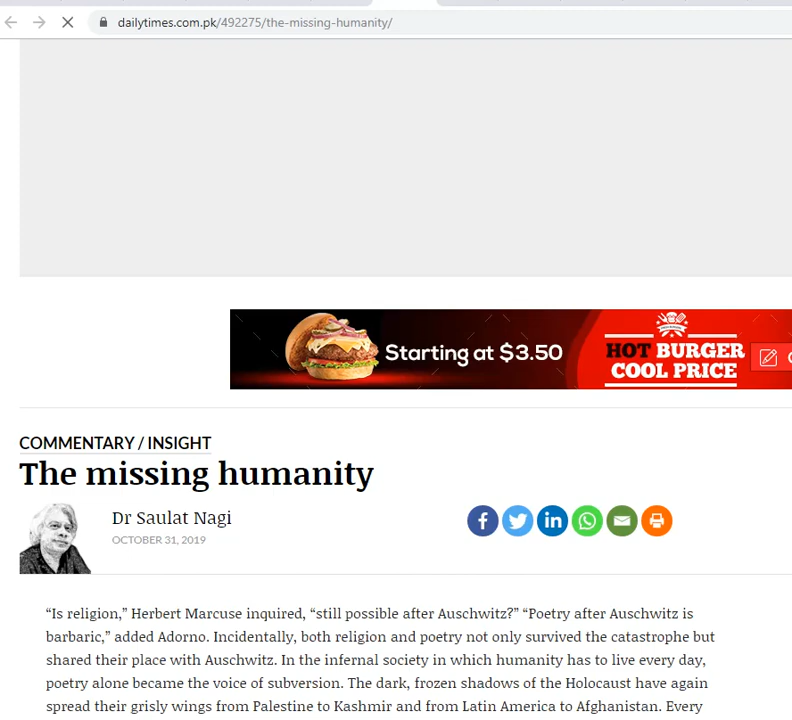 dailytimes.com.pk/492275/the-missing-humanity/
Starting at $3.50
HOT BURGER
COOL PRICE
COMMENTARY / INSIGHT
The missing humanity
Dr Saulat Nagi
OCTOBER 31, 2019
“Is religion,” Herbert Marcuse inquired, “still possible after Auschwitz?” “Poetry after Auschwitz is
barbaric,” added Adorno. Incidentally, both religion and poetry not only survived the catastrophe but
shared their place with Auschwitz. In the infernal society in which humanity has to live every day,
poetry alone became the voice of subversion. The dark, frozen shadows of the Holocaust have again
spread their grisly wings from Palestine to Kashmir and from Latin America to Afghanistan. Every